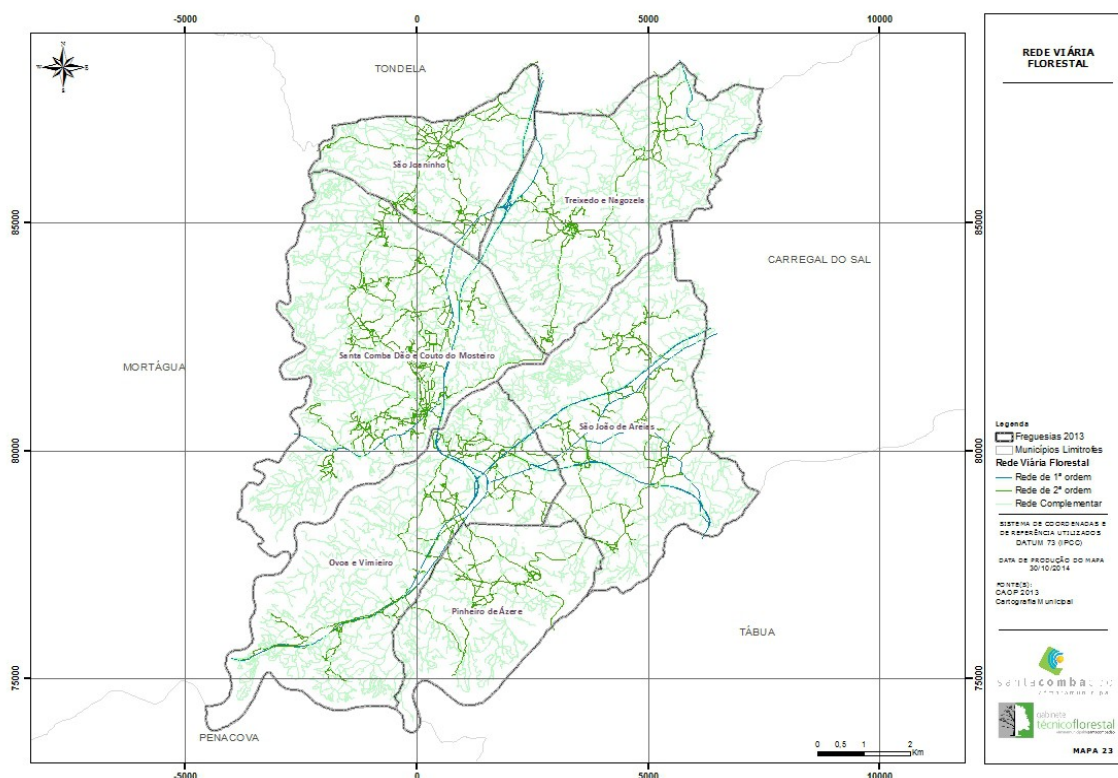 -5000 0 5000 10000
N
E
S
TONDELA
São Joaninho
Treixedo e Nagozela
85000 85000
CARREGAL DO SAL
Santa Comba Dão e Couto do Mosteiro
MORTÁGUA
São João de Areias
80000 80000
Ovoa e Vimieiro
Pinheiro de Ázere
TÁBUA
75000 75000
PENACOVA
0 0,5 1 2
Km
-5000 0 5000 10000
REDE VIÁRIA
FLORESTAL
Legenda
Freguesias 2013
Municípios Limítrofes
Rede Viária Florestal
Rede de 1ª ordem
Rede de 2ª ordem
Rede Complementar
SISTEMA DE COORDENADAS E
DE REFERÊNCIA UTILIZADOS
DATUM 73 (IPCC)
DATA DE PRODUÇÃO DO MAPA
30/10/2014
FONTE(S):
CAOP 2013
Cartografia Municipal
santacombadão
gabinete
técnicoflorestal
MAPA 23